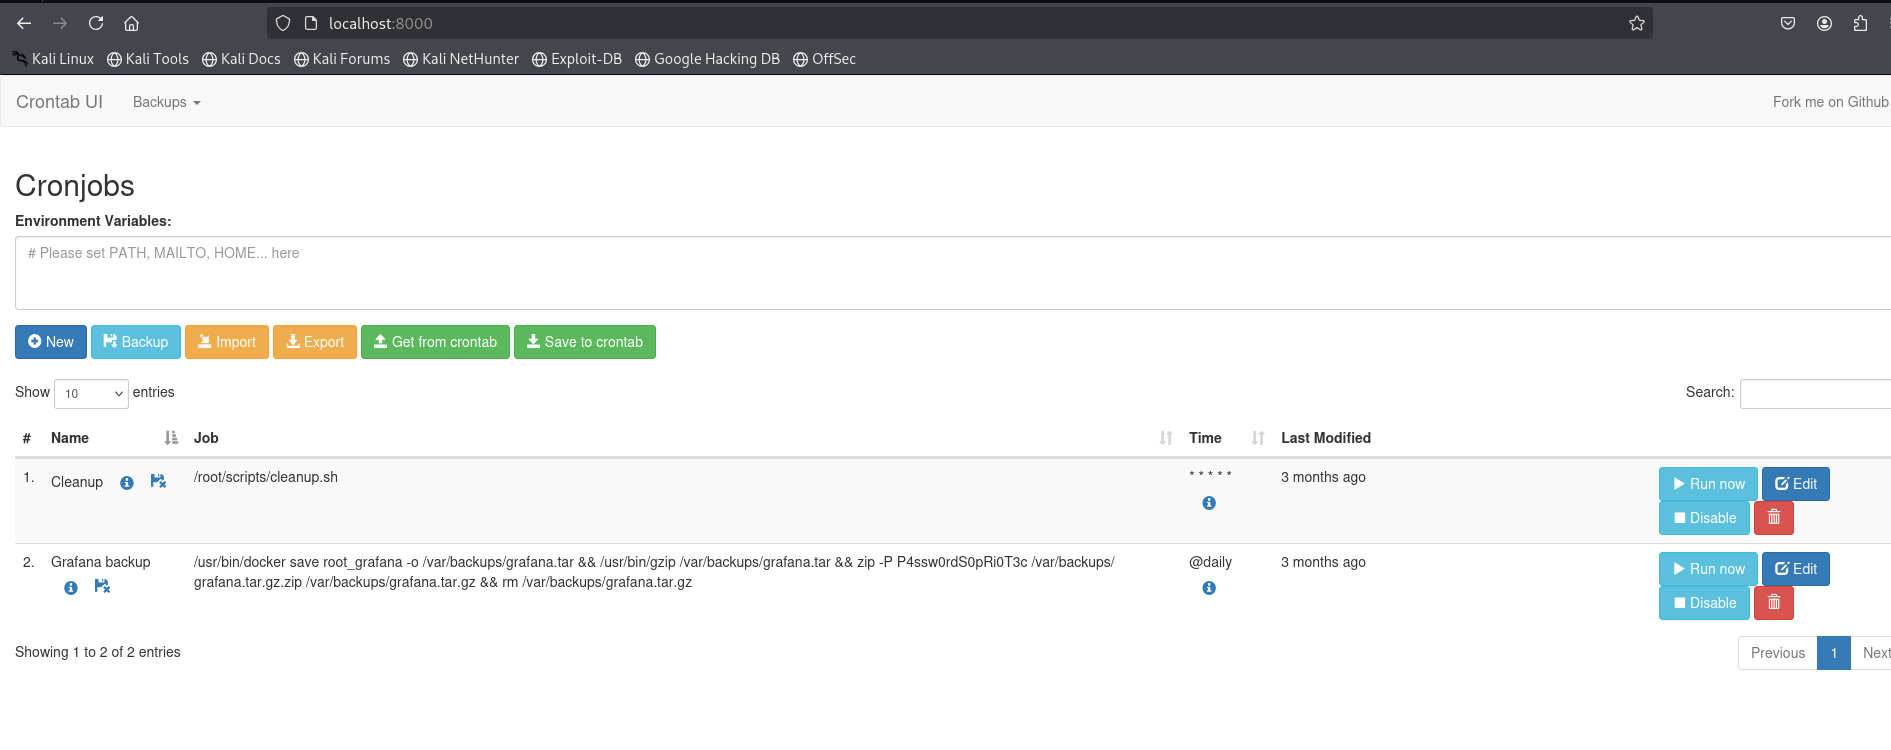 localhost:8000
Kali Linux Kali Tools Kali Docs Kali Forums Kali NetHunter Exploit-DB Google Hacking DB OffSec
Crontab UI Backups Fork me on Github
Cronjobs
Environment Variables:
# Please set PATH, MAILTO, HOME... here
New Backup Import Export Get from crontab Save to crontab
Show 10 entries Search:
# Name Job Time Last Modified
1. Cleanup /root/scripts/cleanup.sh * * * * * 3 months ago Run now Edit
Disable
2. Grafana backup /usr/bin/docker save root_grafana -o /var/backups/grafana.tar && /usr/bin/gzip /var/backups/grafana.tar && zip -P P4ssw0rdS0pRi0T3c /var/backups/ @daily 3 months ago Run now Edit
grafana.tar.gz.zip /var/backups/grafana.tar.gz && rm /var/backups/grafana.tar.gz
Disable
Showing 1 to 2 of 2 entries Previous 1 Next